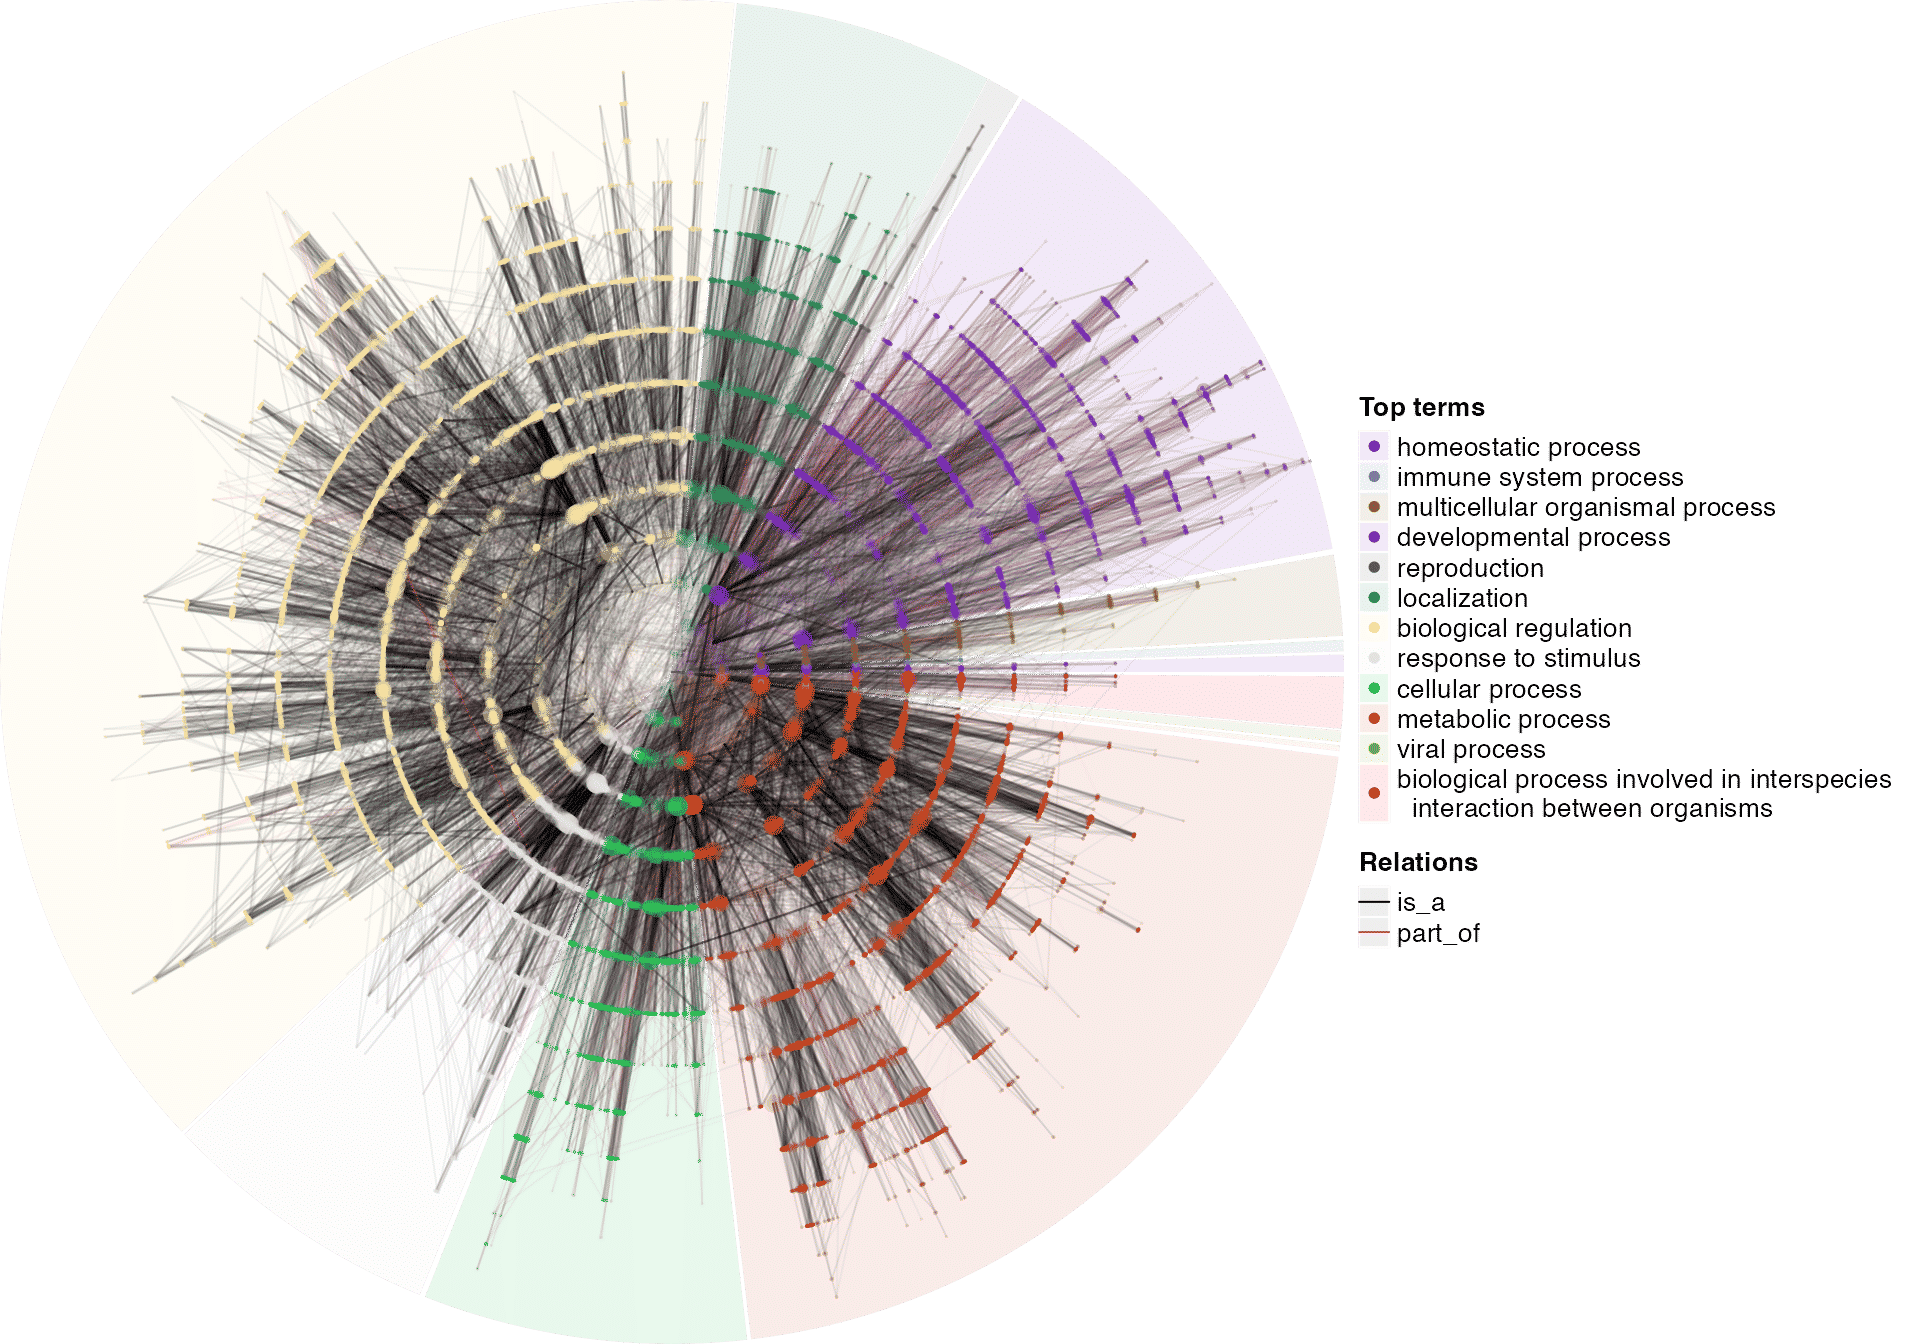 Top terms
homeostatic process
immune system process
multicellular organismal process
developmental process
reproduction
localization
biological regulation
response to stimulus
cellular process
metabolic process
viral process
biological process involved in interspecies
interaction between organisms
Relations
is_a
part_of